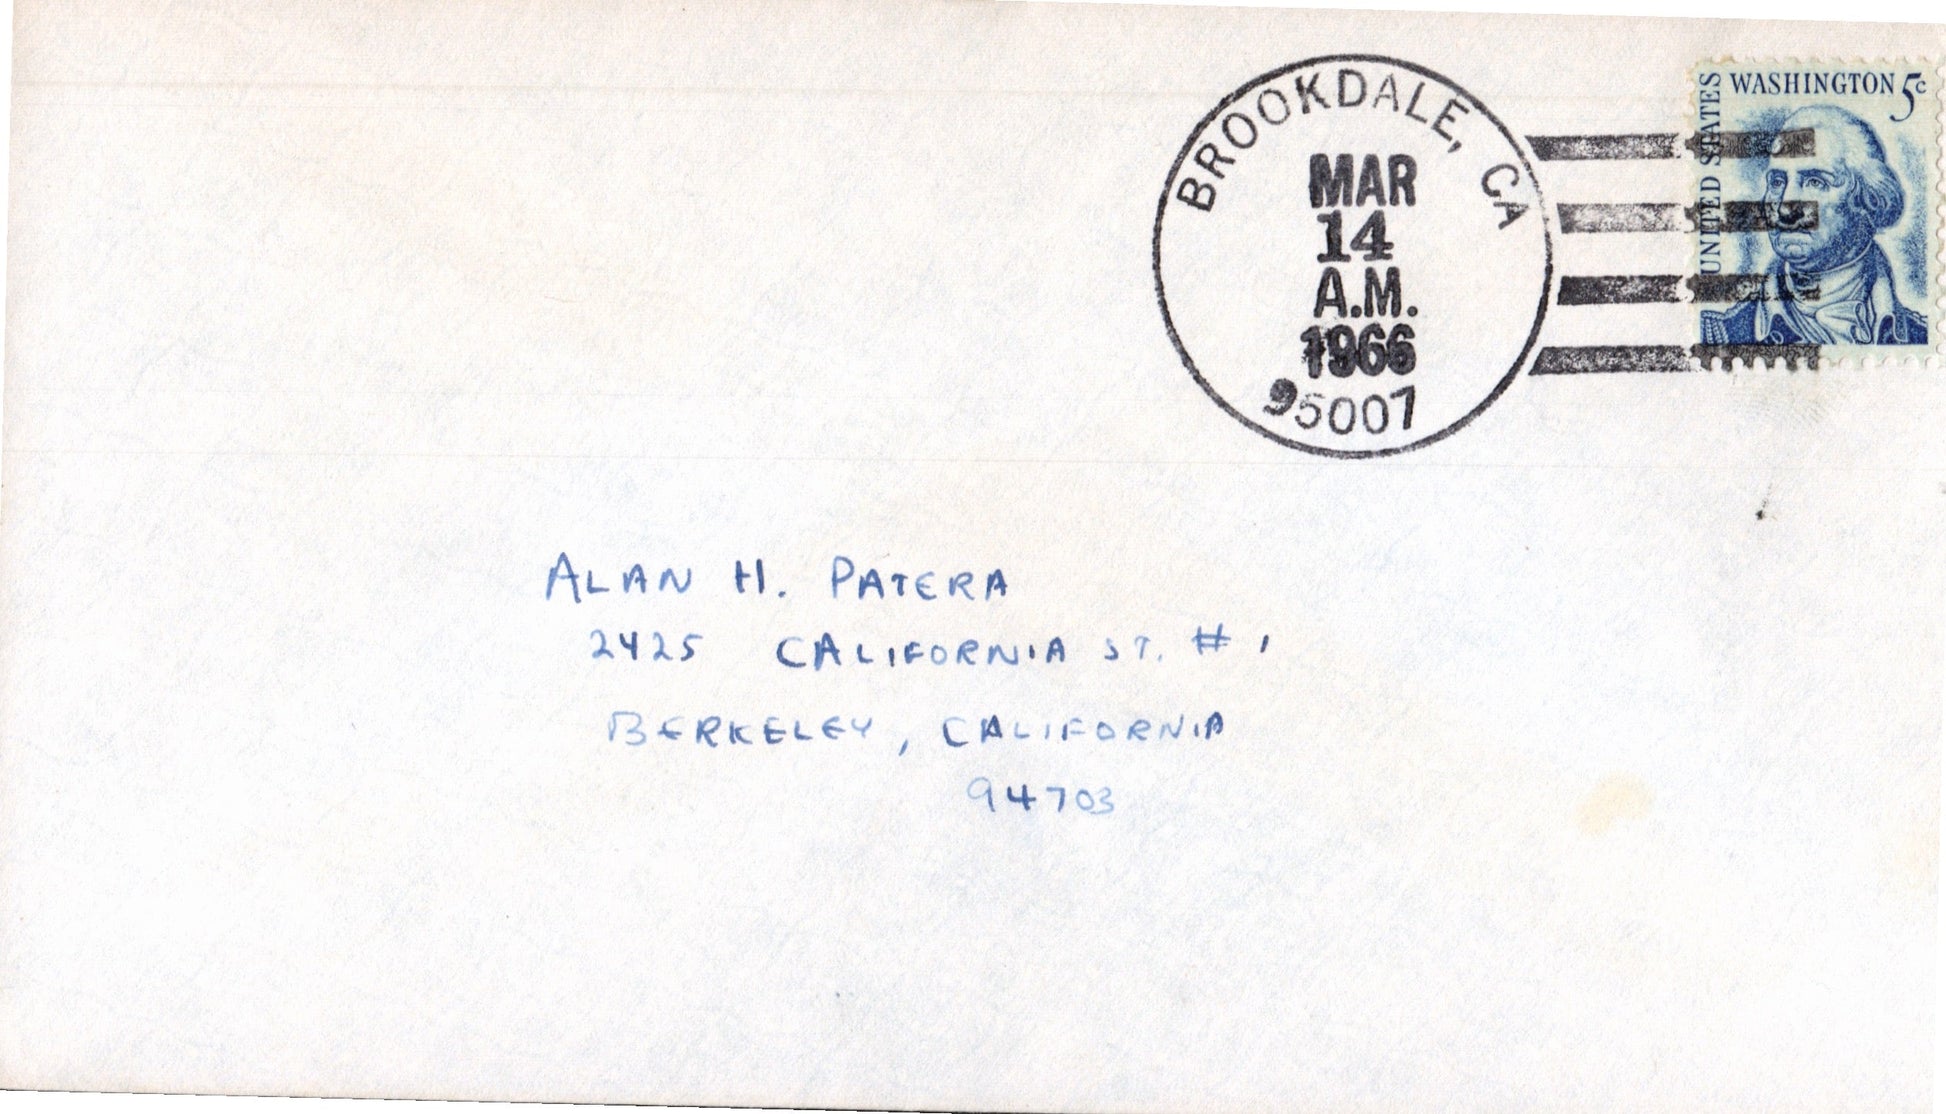 BROOKDALE, CA
MAR
14
A.M.
1966
95007
UNITED STATES
WASHINGTON 5c
ALAN H. PATERA
2425 CALIFORNIA ST. #1
BERKELEY, CALIFORNIA
94703